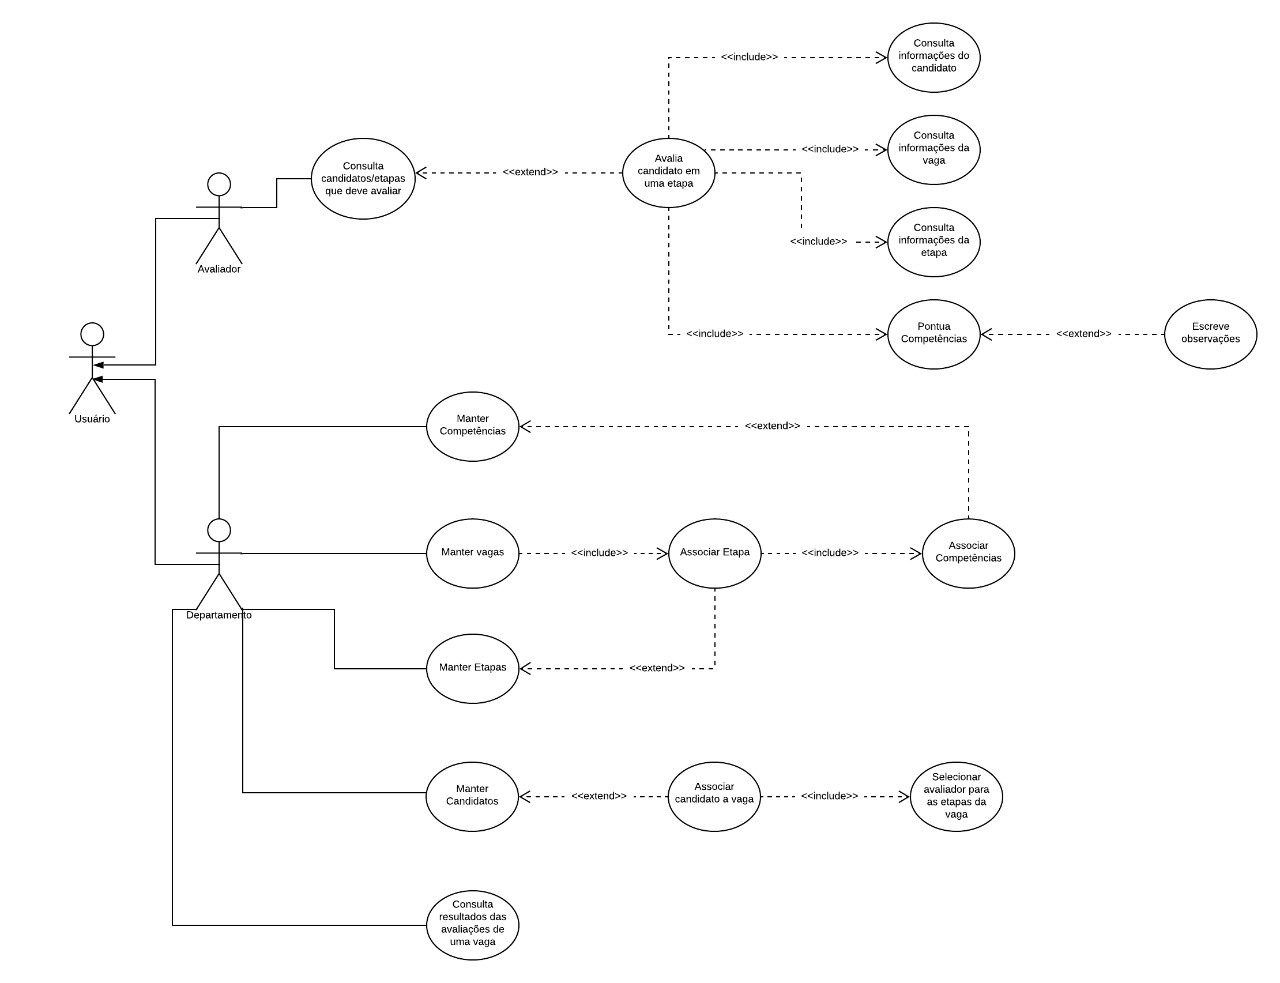 Consulta
informações do
candidato
<<include>>
Consulta
informações da
vaga
<<include>>
Avalia
candidato em
uma etapa
Consulta
candidatos/etapas
que deve avaliar
<<extend>>
Consulta
informações da
etapa
<<include>>
Avaliador
Pontua
Competências
<<include>>
<<extend>>
Escreve
observações
Usuário
Manter
Competências
<<extend>>
Manter vagas
<<include>>
Associar Etapa
<<include>>
Associar
Competências
Departamento
Manter Etapas
<<extend>>
Manter
Candidatos
<<extend>>
Associar
candidato a vaga
<<include>>
Selecionar
avaliador para
as etapas da
vaga
Consulta
resultados das
avaliações de
uma vaga